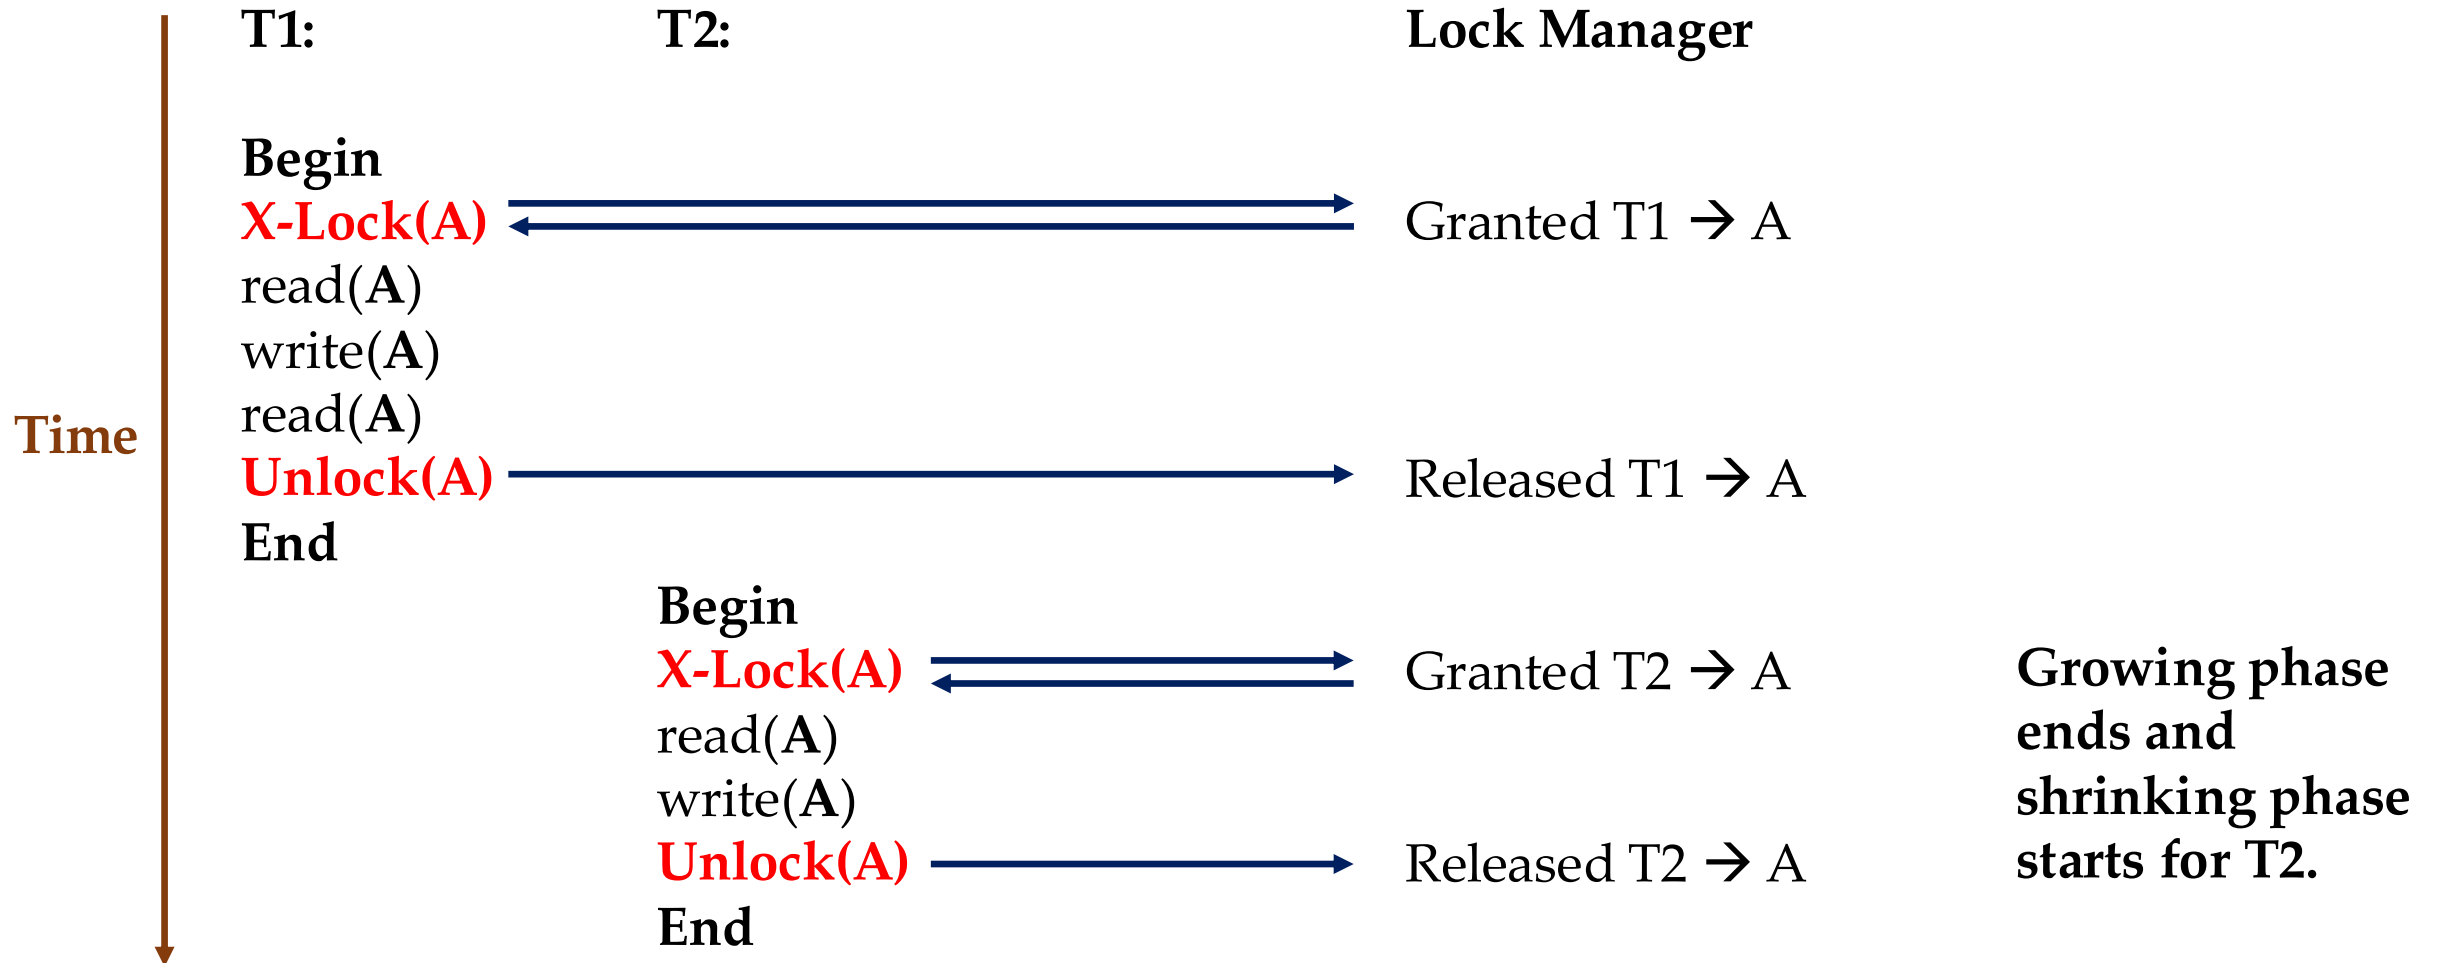 T1: T2: Lock Manager
Begin
X-Lock(A) Granted T1 → A
read(A)
write(A)
read(A)
Time
Unlock(A) Released T1 → A
End
Begin
X-Lock(A) Granted T2 → A
read(A)
write(A)
Unlock(A) Released T2 → A
End
Growing phase
ends and
shrinking phase
starts for T2.